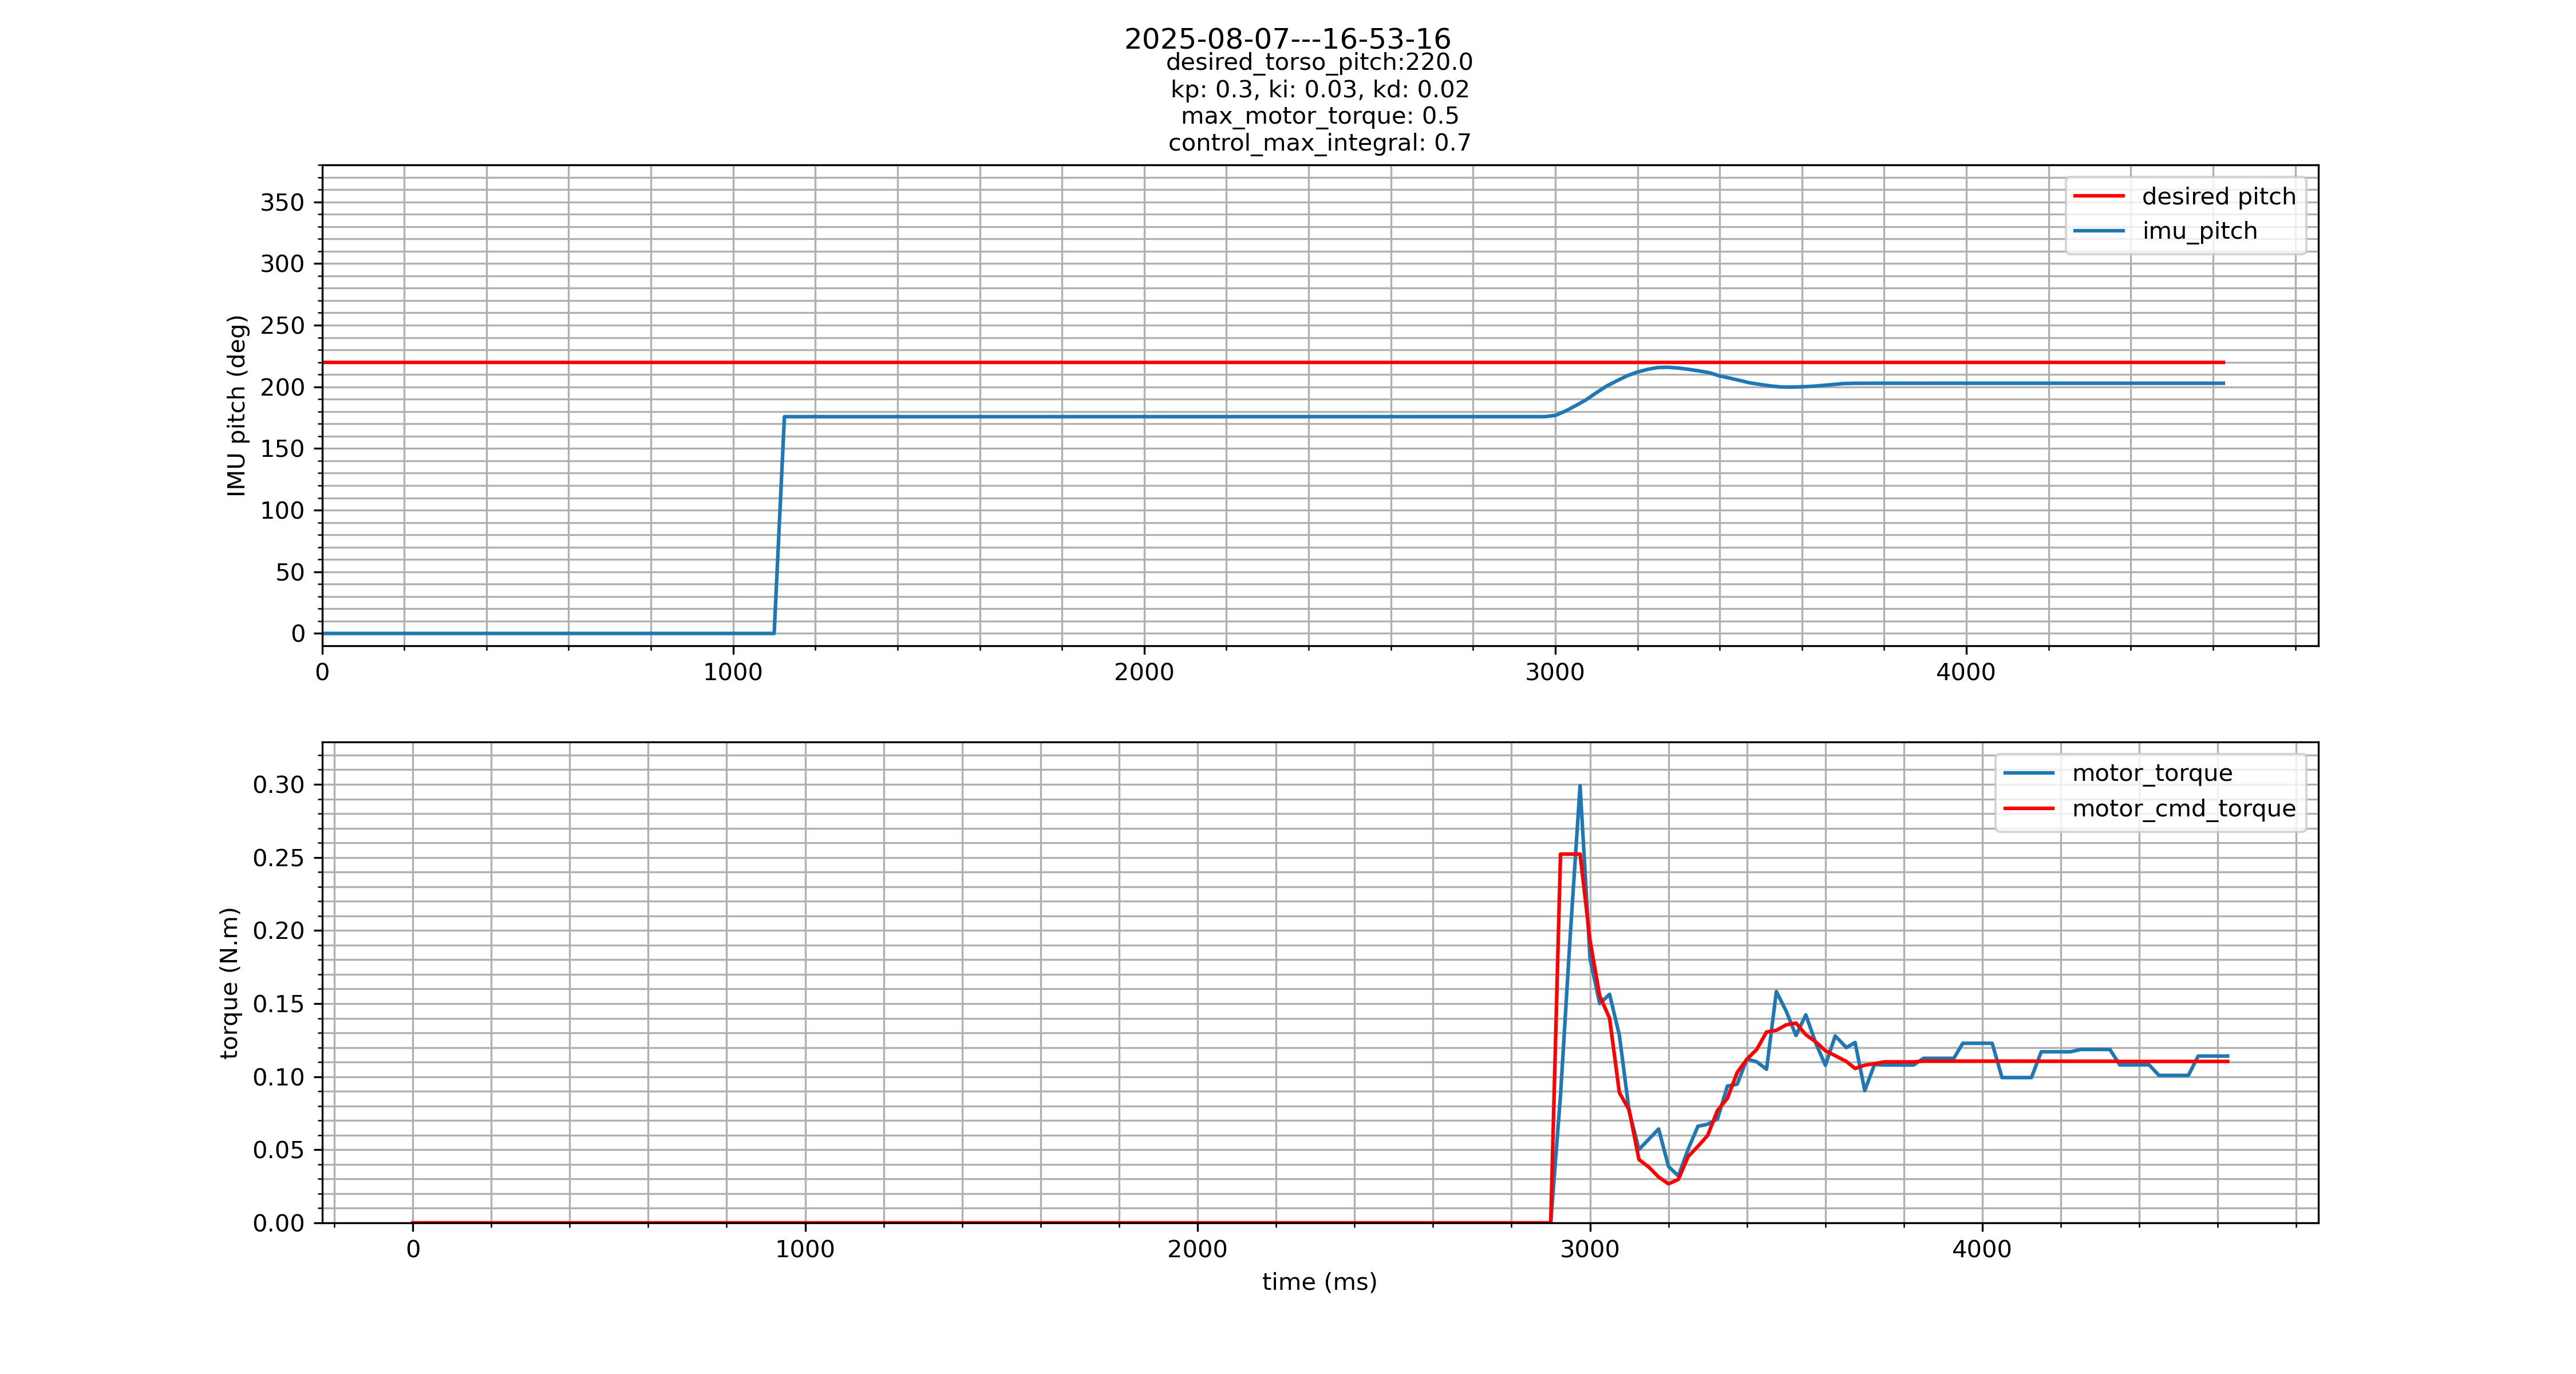 2025-08-07---16-53-16
desired_torso_pitch:220.0
kp: 0.3, ki: 0.03, kd: 0.02
max_motor_torque: 0.5
control_max_integral: 0.7
desired pitch
imu_pitch
IMU pitch (deg)
350
300
250
200
150
100
50
0
0 1000 2000 3000 4000
motor_torque
motor_cmd_torque
torque (N.m)
0.30
0.25
0.20
0.15
0.10
0.05
0.00
0 1000 2000 3000 4000
time (ms)